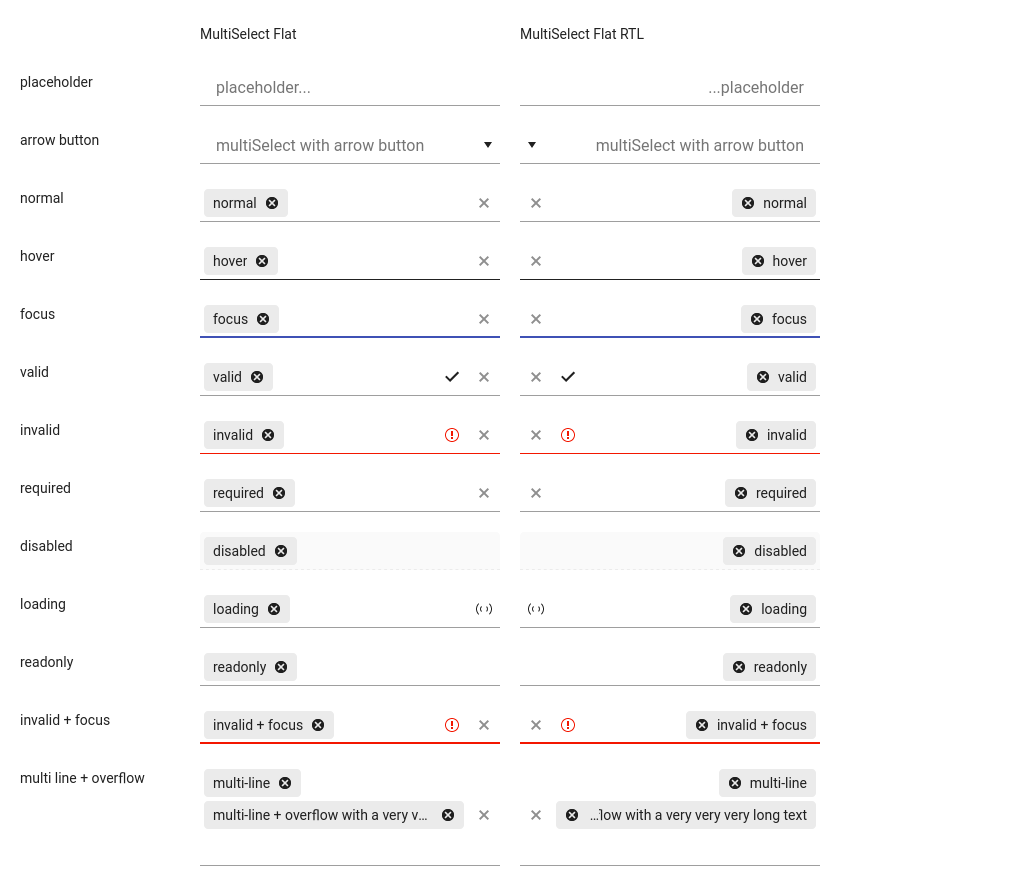 MultiSelect Flat MultiSelect Flat RTL
placeholder placeholder... ...placeholder
arrow button multiSelect with arrow button multiSelect with arrow button
normal normal normal
hover hover hover
focus focus focus
valid valid valid
invalid invalid invalid
required required required
disabled disabled disabled
loading loading loading
readonly readonly readonly
invalid + focus invalid + focus invalid + focus
multi line + overflow multi-line multi-line
multi-line + overflow with a very v... ...low with a very very very long text